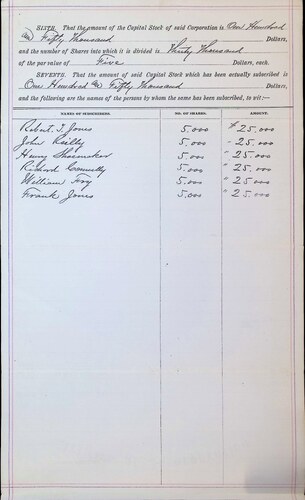 SIXTH. That the amount of the Capital Stock of said Corporation is One Hundred
and Fifty Thousand Dollars,
and the number of Shares into which it is divided is Thirty Thousand
of the par value of Five Dollars, each.
SEVENTH. That the amount of said Capital Stock which has been actually subscribed is
One Hundred and Fifty Thousand Dollars,
and the following are the names of the persons by whom the same has been subscribed, to wit:—
NAMES OF SUBSCRIBERS. NO. OF SHARES. AMOUNT.
Robert T. Jones 5,000 $25,000
John Reilly 5,000 " 25,000
Henry Shoemaker 5,000 " 25,000
Richard Connelly 5,000 " 25,000
William Fry 5,000 " 25,000
Frank Jones 5,000 " 25,000